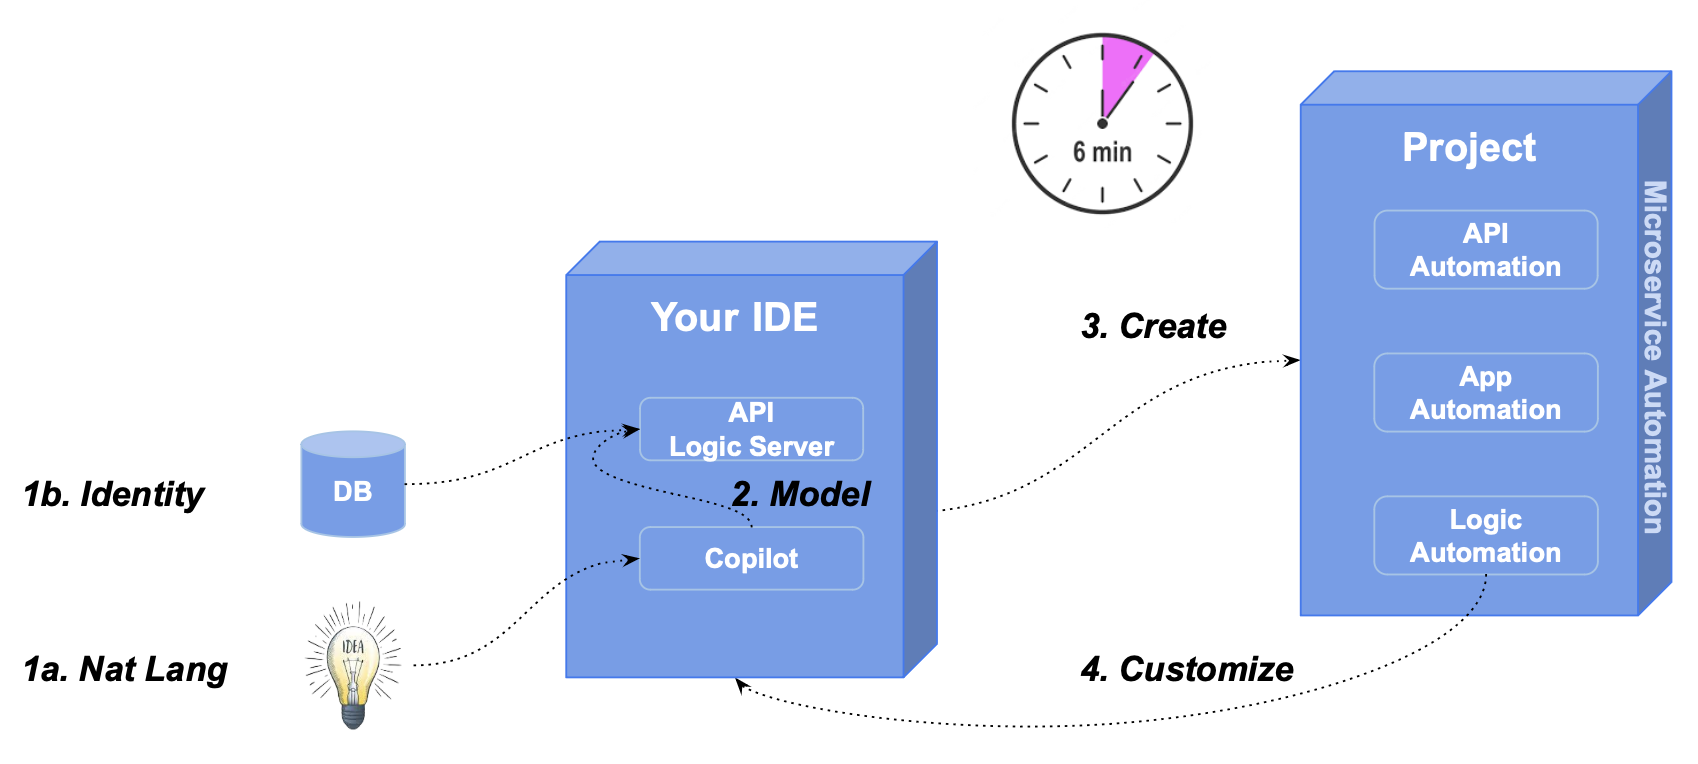 6 min
Project
API
Automation
App
Automation
Logic
Automation
Microservice Automation
Your IDE
API
Logic Server
2. Model
Copilot
3. Create
4. Customize
1b. Identity
DB
1a. Nat Lang
IDEA